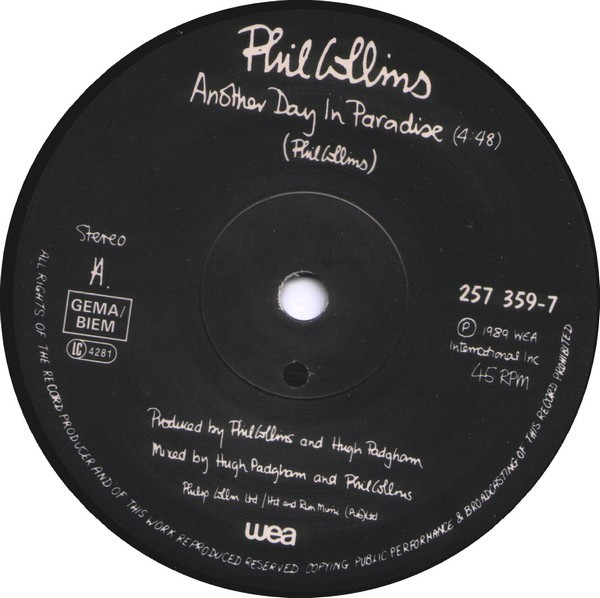 Phil Collins
Another Day In Paradise (4:48)
(Phil Collins)
Stereo
A.
GEMA/
BIEM
LC 4281
257 359-7
Ⓟ 1989 WEA
International Inc
45 RPM
Produced by Phil Collins and Hugh Padgham
Mixed by Hugh Padgham and Phil Collins
Philip Collins Ltd / Hit and Run Music (Pub) Ltd
wea
ALL RIGHTS OF THE RECORD PRODUCER AND OF THIS WORK REPRODUCED RESERVED COPYING PUBLIC PERFORMANCE & BROADCASTING OF THIS RECORD PROHIBITED